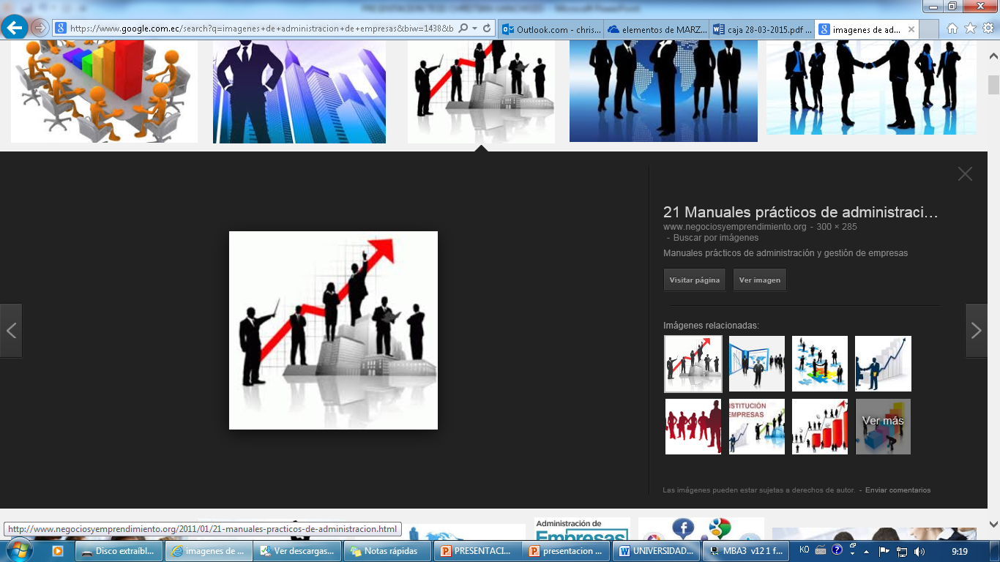 https://www.google.com.ec/search?q=imagenes+de+administracion+de+empresas&biw=1438&b
Outlook.com - chris...
elementos de MARZ...
caja 28-03-2015.pdf ...
imagenes de ad...
21 Manuales prácticos de administraci...
www.negociosyemprendimiento.org - 300 × 285
- Buscar por imágenes
Manuales prácticos de administración y gestión de empresas
Visitar página
Ver imagen
Imágenes relacionadas:
NSTITUCIÓN
EMPRESAS
Ver más
Las imágenes pueden estar sujetas a derechos de autor. - Enviar comentarios
http://www.negociosyemprendimiento.org/2011/01/21-manuales-practicos-de-administracion.html
Administración de
Empresas
Disco extraíbl...
imagenes de ...
Ver descargas...
Notas rápidas
PRESENTACI...
presentacion ...
UNIVERSIDAD...
MBA3 v12 1 f...
KO
9:19